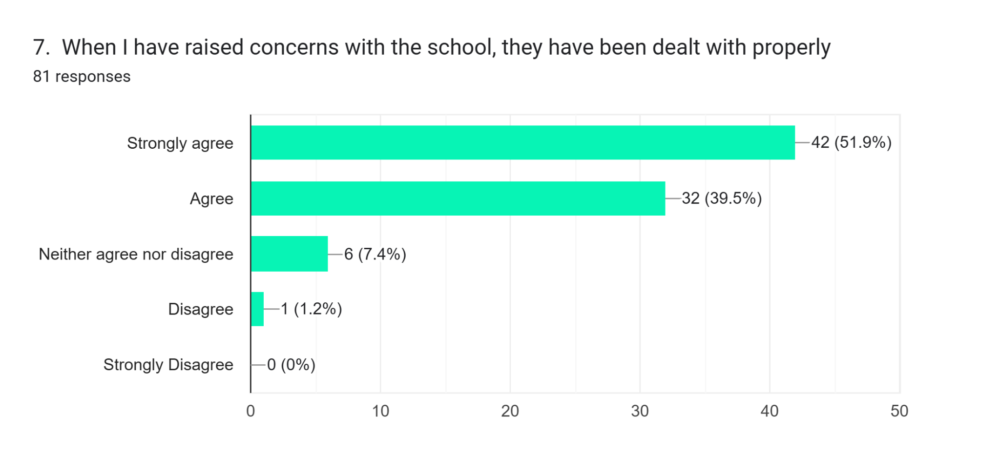 7. When I have raised concerns with the school, they have been dealt with properly
81 responses
Strongly agree
42 (51.9%)
Agree
32 (39.5%)
Neither agree nor disagree
6 (7.4%)
Disagree
1 (1.2%)
Strongly Disagree
0 (0%)
0 10 20 30 40 50